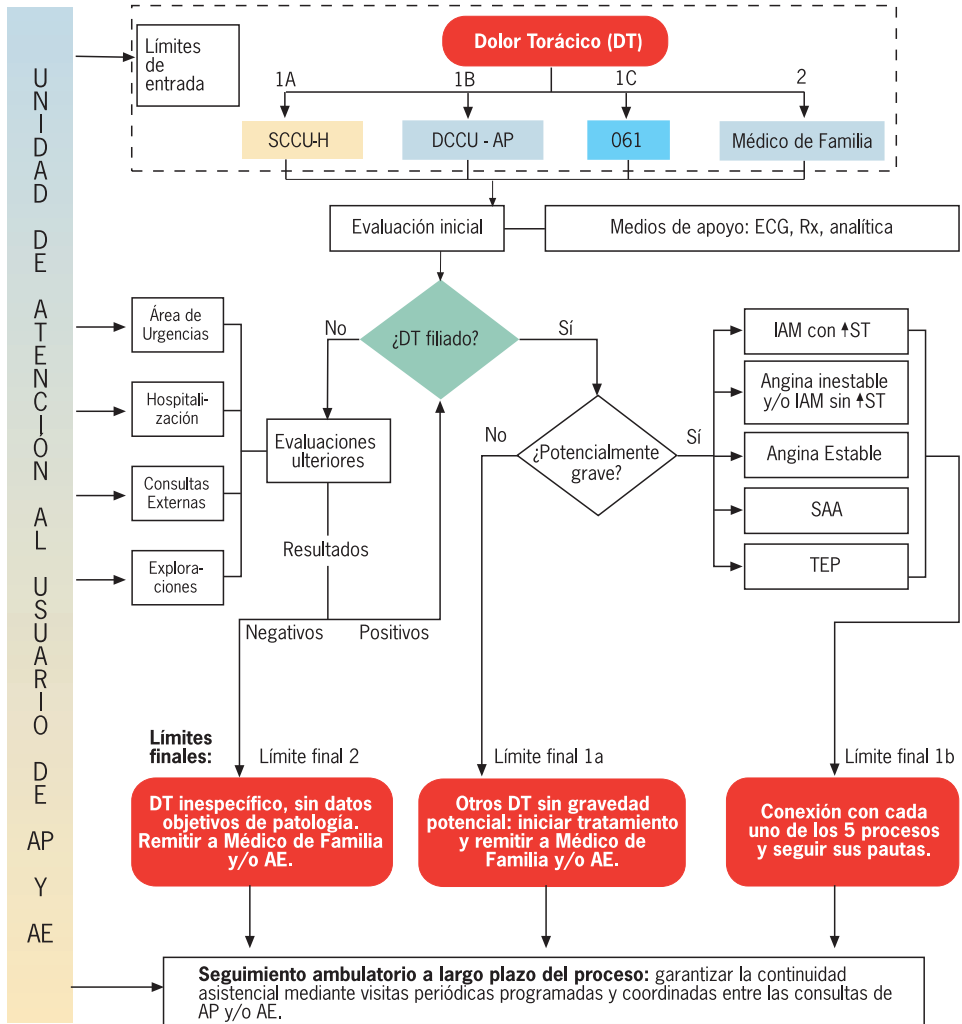 UNIDAD DE ATENCIÓN AL USUARIO DE AP Y AE
Límites
de
entrada
Dolor Torácico (DT)
1A
1B
1C
2
SCCU-H
DCCU - AP
061
Médico de Familia
Evaluación inicial
Medios de apoyo: ECG, Rx, analítica
¿DT filiado?
No
Sí
Área de
Urgencias
Hospitali-
zación
Consultas
Externas
Explora-
ciones
Evaluaciones
ulteriores
Resultados
Negativos
Positivos
¿Potencialmente
grave?
No
Sí
IAM con ↑ST
Angina inestable
y/o IAM sin ↑ST
Angina Estable
SAA
TEP
Límites
finales:
Límite final 2
Límite final 1a
Límite final 1b
DT inespecífico, sin datos
objetivos de patología.
Remitir a Médico de Familia
y/o AE.
Otros DT sin gravedad
potencial: iniciar tratamiento
y remitir a Médico de
Familia y/o AE.
Conexión con cada
uno de los 5 procesos
y seguir sus pautas.
Seguimiento ambulatorio a largo plazo del proceso: garantizar la continuidad
asistencial mediante visitas periódicas programadas y coordinadas entre las consultas de
AP y/o AE.